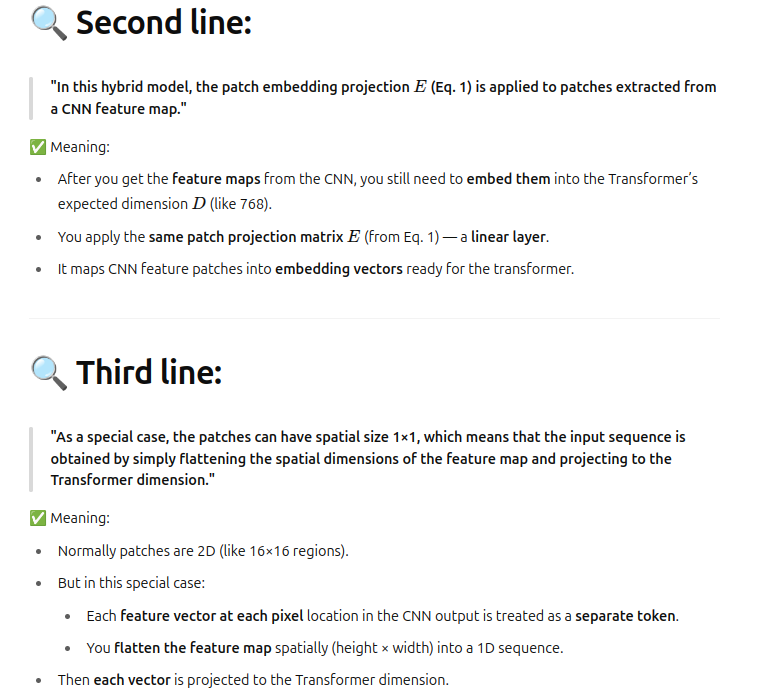 🔍 Second line:
"In this hybrid model, the patch embedding projection E (Eq. 1) is applied to patches extracted from
a CNN feature map."
✅ Meaning:
• After you get the feature maps from the CNN, you still need to embed them into the Transformer’s
expected dimension D (like 768).
• You apply the same patch projection matrix E (from Eq. 1) — a linear layer.
• It maps CNN feature patches into embedding vectors ready for the transformer.
🔍 Third line:
"As a special case, the patches can have spatial size 1×1, which means that the input sequence is
obtained by simply flattening the spatial dimensions of the feature map and projecting to the
Transformer dimension."
✅ Meaning:
• Normally patches are 2D (like 16×16 regions).
• But in this special case:
• Each feature vector at each pixel location in the CNN output is treated as a separate token.
• You flatten the feature map spatially (height × width) into a 1D sequence.
• Then each vector is projected to the Transformer dimension.